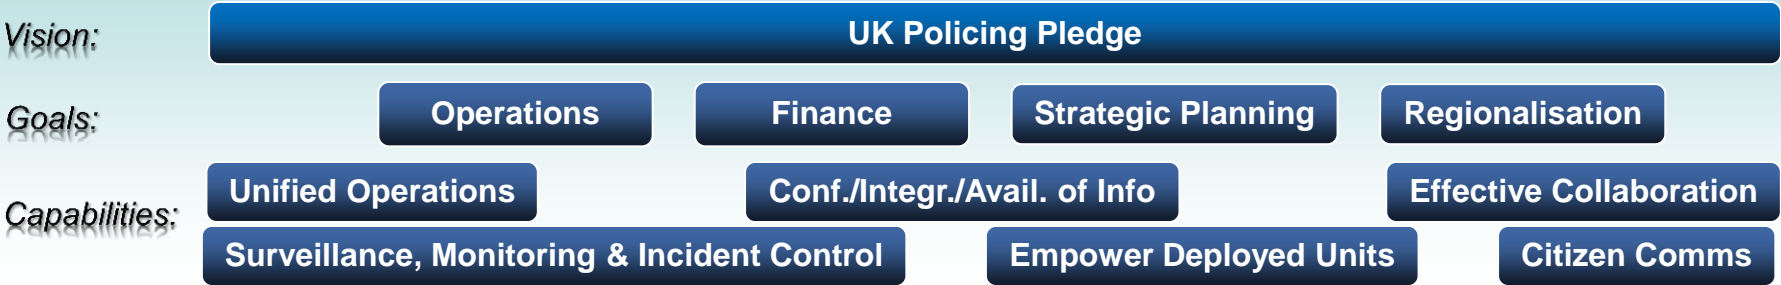 Vision:
UK Policing Pledge
Goals:
Operations
Finance
Strategic Planning
Regionalisation
Capabilities:
Unified Operations
Conf./Integr./Avail. of Info
Effective Collaboration
Surveillance, Monitoring & Incident Control
Empower Deployed Units
Citizen Comms